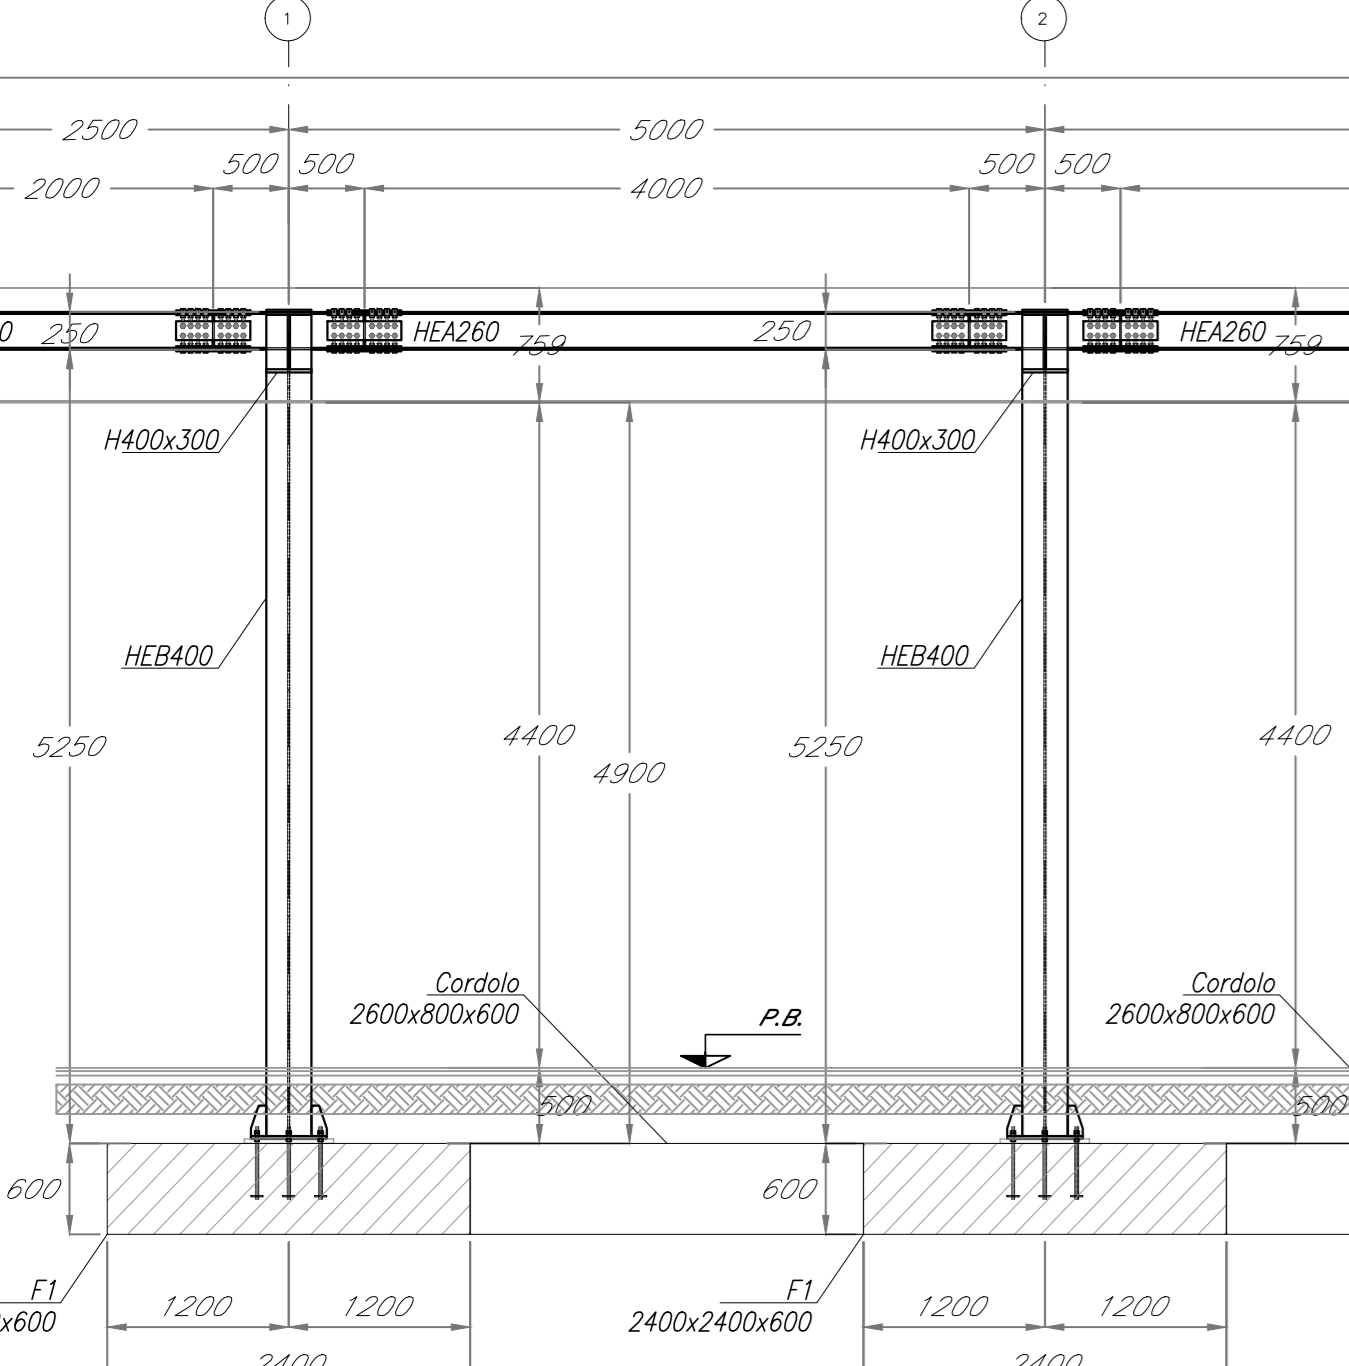 1 2
2500 5000
500 500 500 500
2000 4000
250 HEA260 759 250 HEA260 759
H400x300 H400x300
HEB400 HEB400
5250 4400 5250 4400
4900
Cordolo Cordolo
2600x800x600 P.B. 2600x800x600
500 500
600 600
F1 F1
x600 1200 1200 2400x2400x600 1200 1200
2400 2400